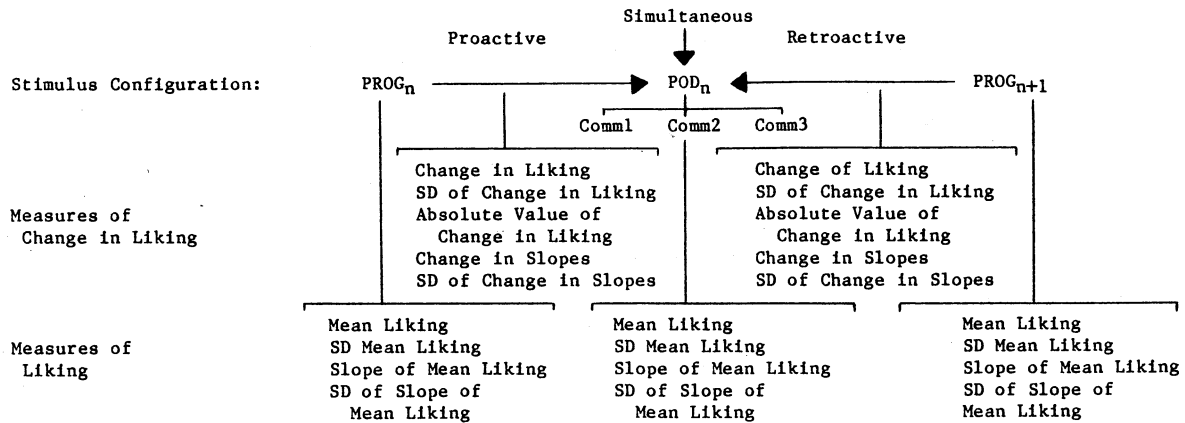 Simultaneous
Proactive
Retroactive
Stimulus Configuration:
PROGn
PODn
PROGn+1
Comm1 Comm2 Comm3
Change in Liking
SD of Change in Liking
Absolute Value of
Change in Liking
Change in Slopes
SD of Change in Slopes
Change of Liking
SD of Change in Liking
Absolute Value of
Change in Liking
Change in Slopes
SD of Change in Slopes
Measures of
Change in Liking
Measures of
Liking
Mean Liking
SD Mean Liking
Slope of Mean Liking
SD of Slope of
Mean Liking
Mean Liking
SD Mean Liking
Slope of Mean Liking
SD of Slope of
Mean Liking
Mean Liking
SD Mean Liking
Slope of Mean Liking
SD of Slope of
Mean Liking